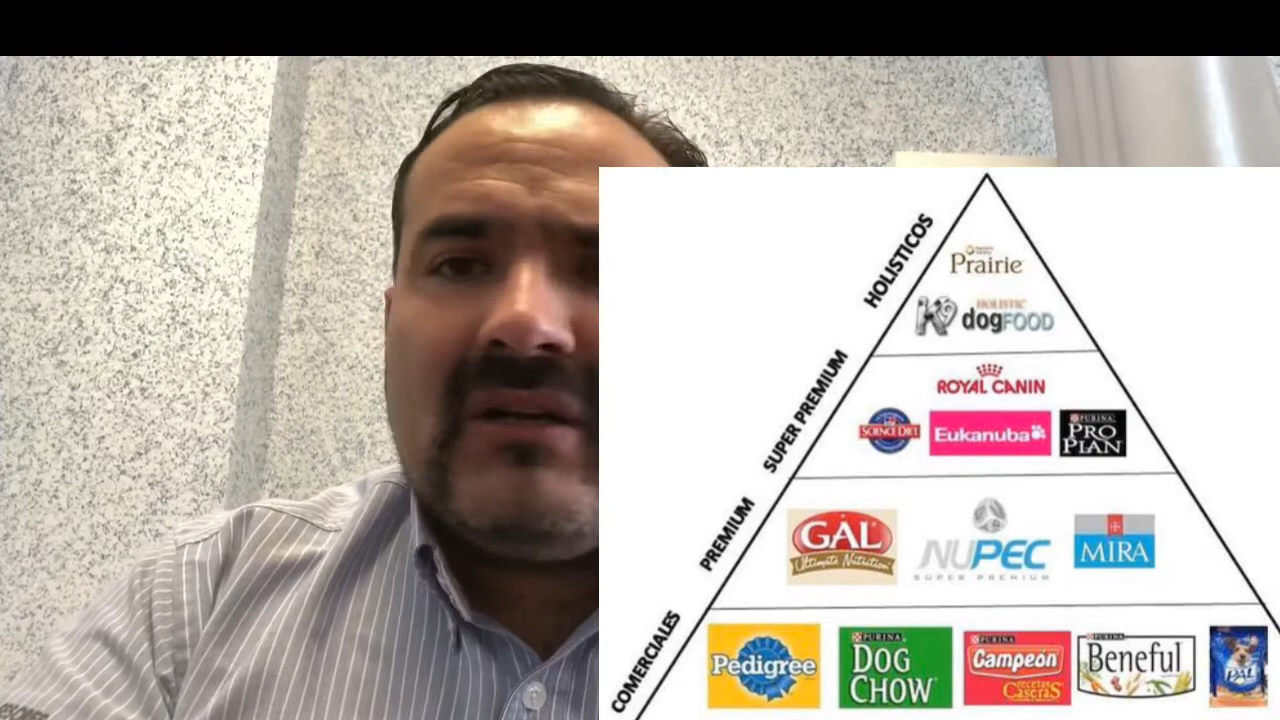 HOLISTICOS
Prairie
K9 HOLISTIC dogFOOD
SUPER PREMIUM
ROYAL CANIN
SCIENCE DIET
Eukanuba
PURINA
PRO
PLAN
PREMIUM
GAL
Ultimate Nutrition
NUPEC
SUPER PREMIUM
MIRA
COMERCIALES
Pedigree
PURINA
DOG
CHOW
PURINA
Campeón
recetas
CaseraS
PURINA
Beneful
PAL